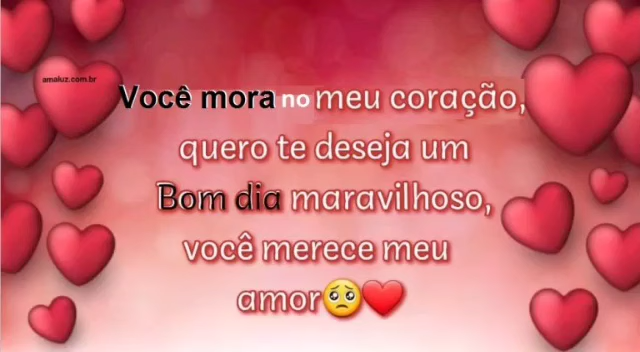 amaluz.com.br
Você mora no meu coração,
quero te deseja um
Bom dia maravilhoso,
você merece meu
amor🥺❤️